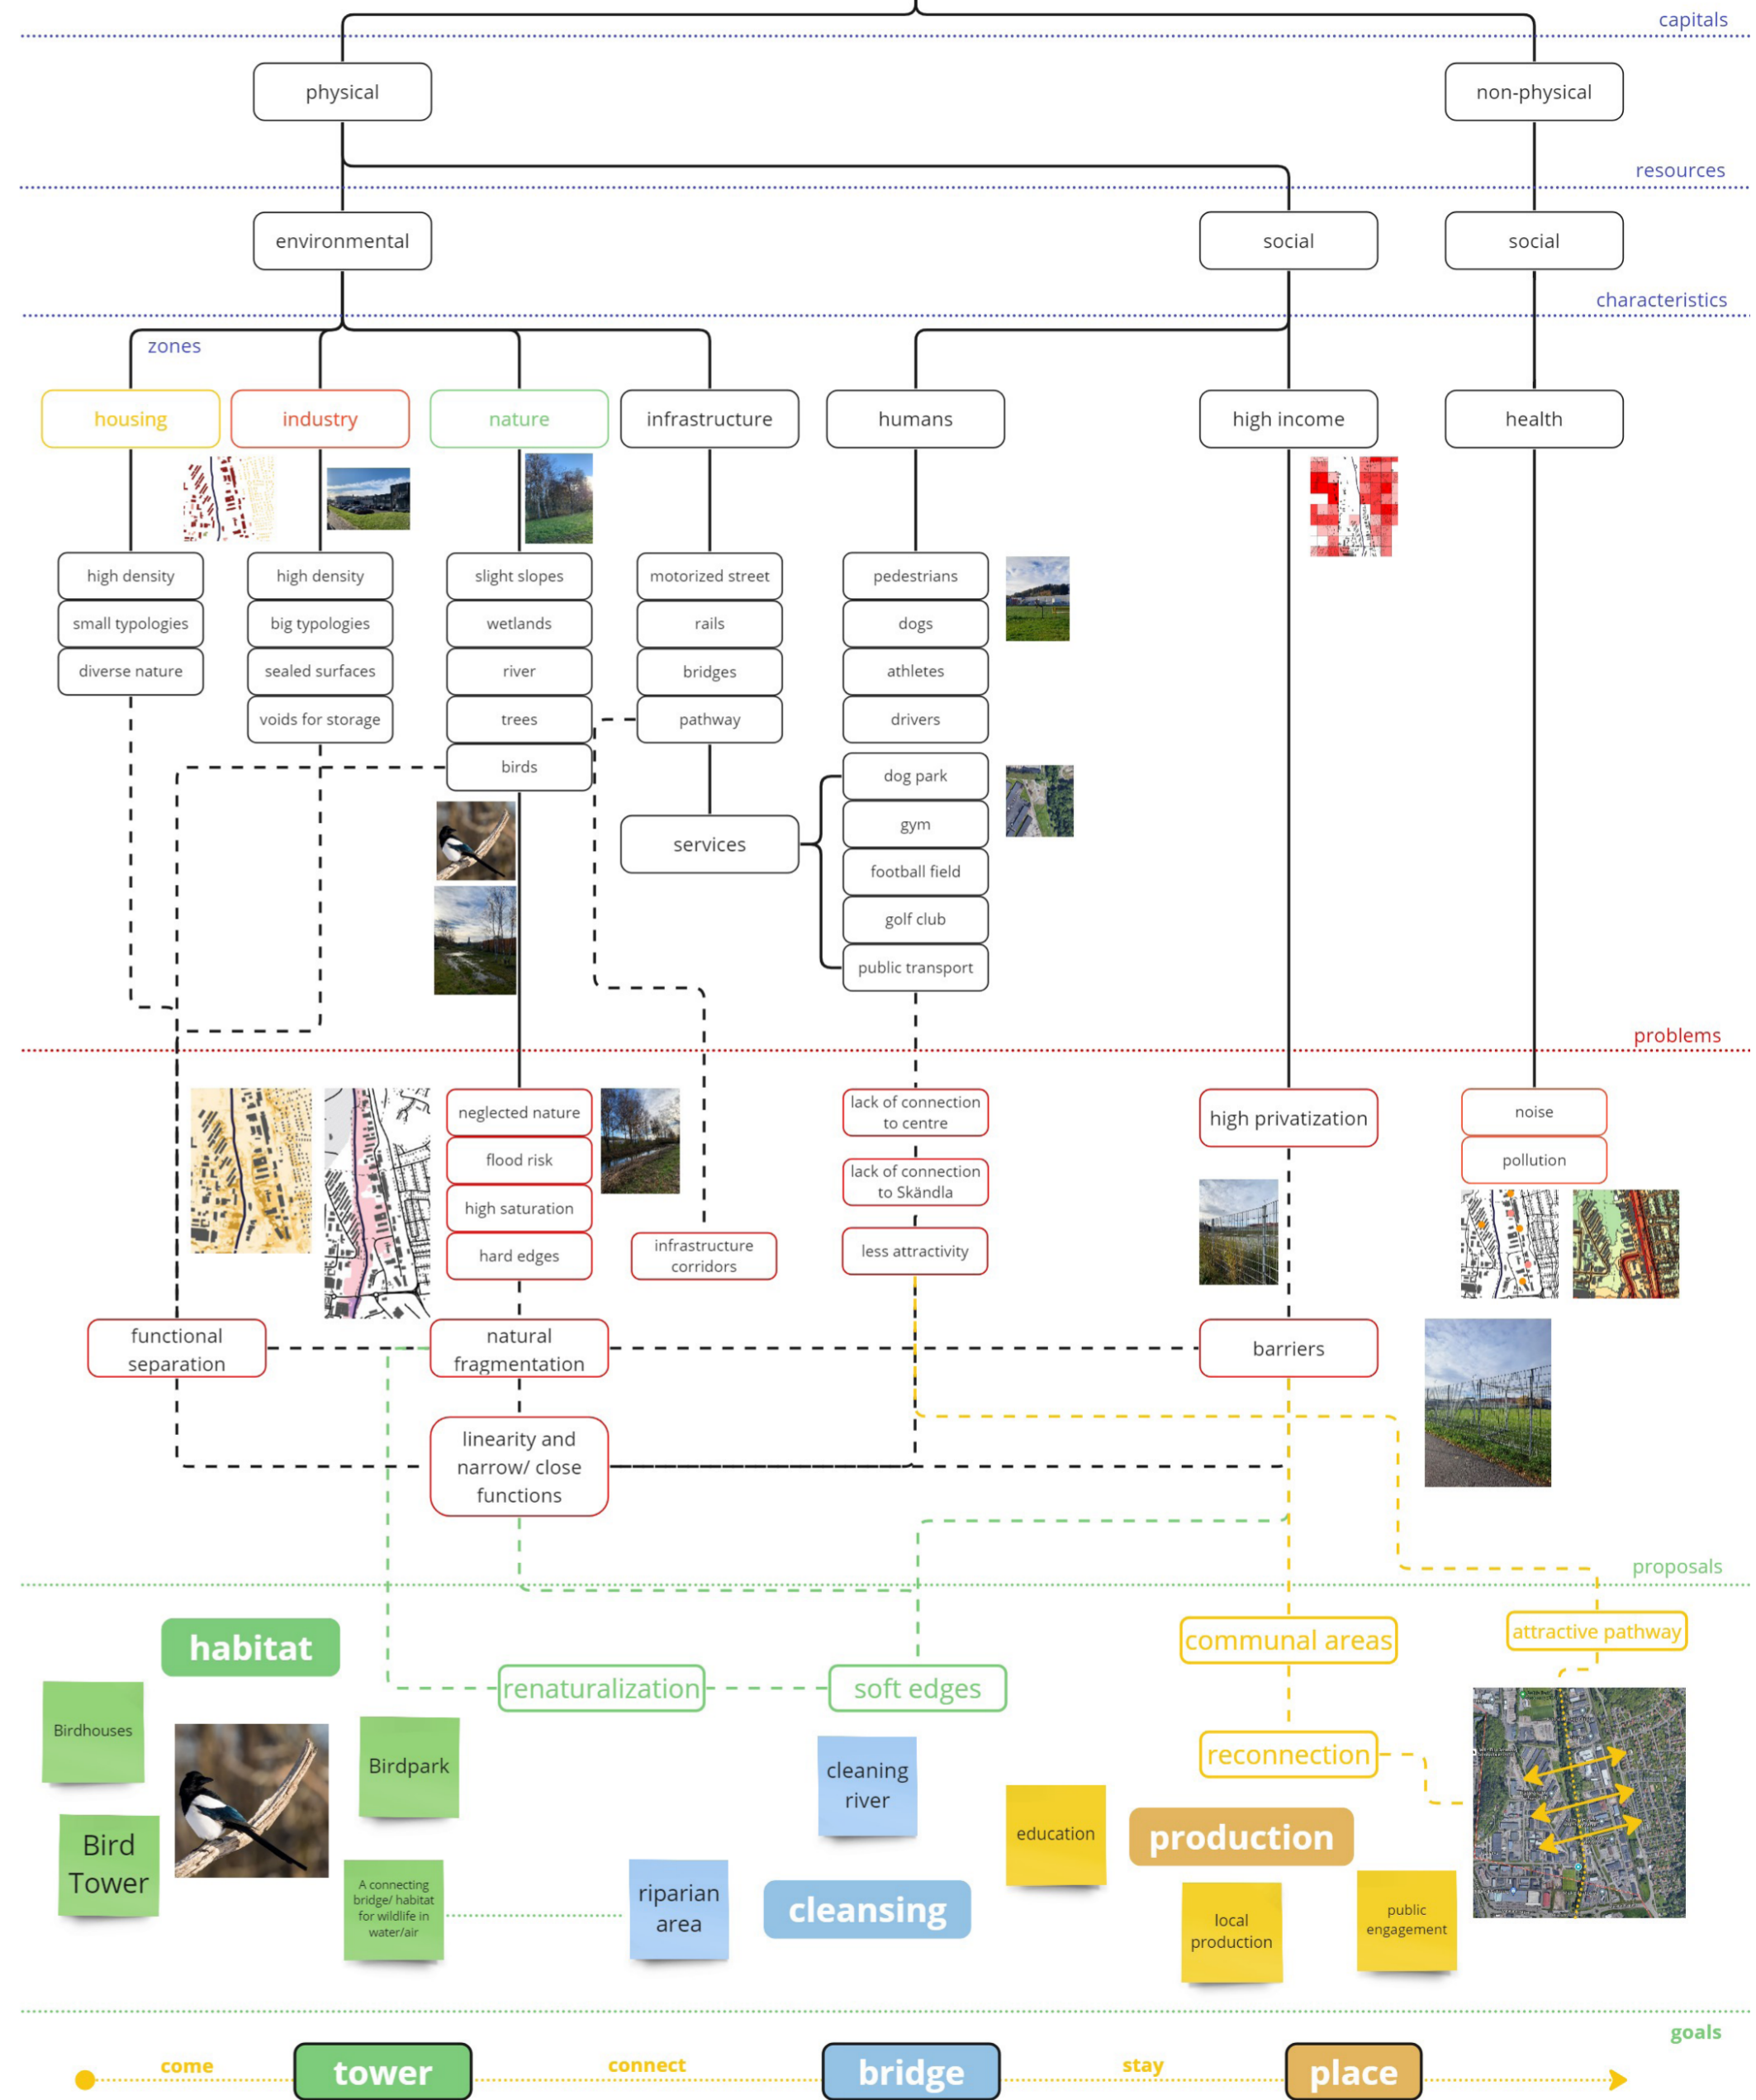 capitals
physical
non-physical
resources
environmental
social
social
characteristics
zones
housing
industry
nature
infrastructure
humans
high income
health
high density
high density
slight slopes
motorized street
pedestrians
small typologies
big typologies
wetlands
rails
dogs
diverse nature
sealed surfaces
river
bridges
athletes
voids for storage
trees
pathway
drivers
birds
dog park
services
gym
football field
golf club
public transport
problems
neglected nature
lack of connection
to centre
high privatization
noise
flood risk
pollution
lack of connection
to Skändla
high saturation
hard edges
infrastructure
corridors
less attractivity
functional
separation
natural
fragmentation
barriers
linearity and
narrow/ close
functions
proposals
habitat
communal areas
attractive pathway
renaturalization
soft edges
Birdhouses
Birdpark
reconnection
cleaning
river
Bird
Tower
education
production
A connecting
bridge/ habitat
for wildlife in
water/air
riparian
area
cleansing
local
production
public
engagement
goals
come
tower
connect
bridge
stay
place